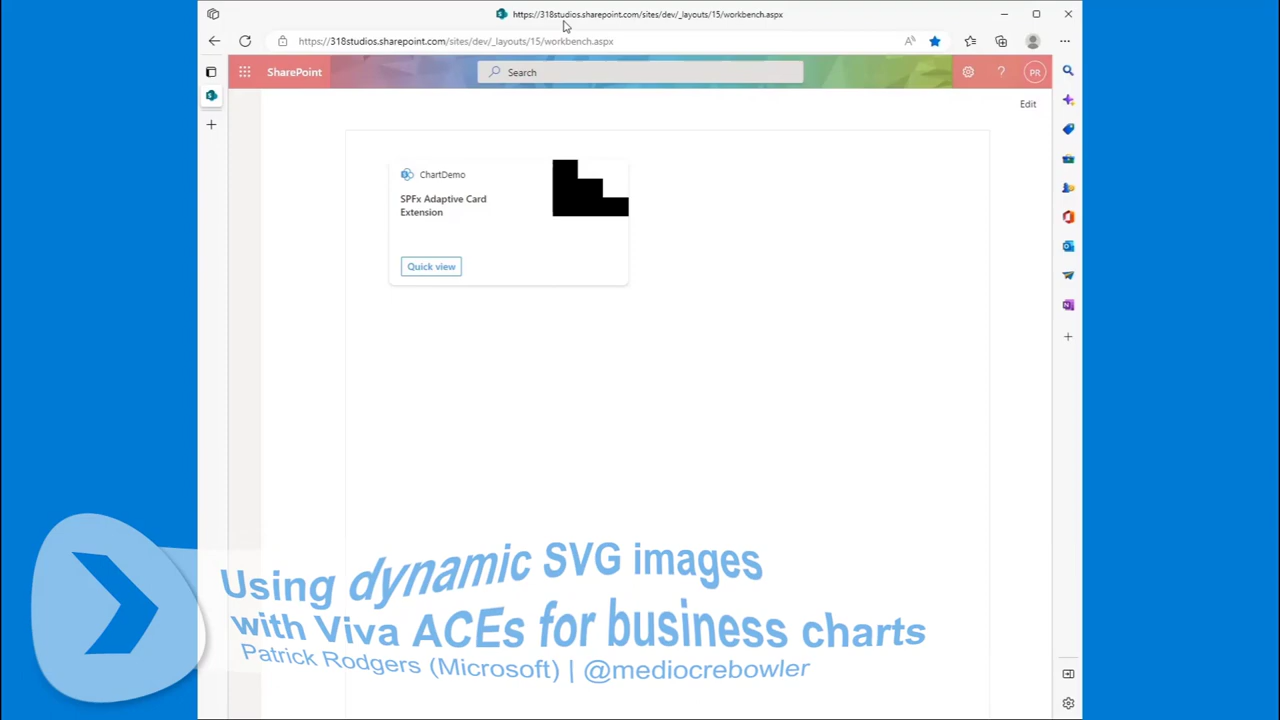 https://318studios.sharepoint.com/sites/dev/_layouts/15/workbench.aspx
https://318studios.sharepoint.com/sites/dev/_layouts/15/workbench.aspx
SharePoint
Search
?
PR
Edit
ChartDemo
SPFx Adaptive Card
Extension
Quick view
Using dynamic SVG images
with Viva ACEs for business charts
Patrick Rodgers (Microsoft) | @mediocrebowler